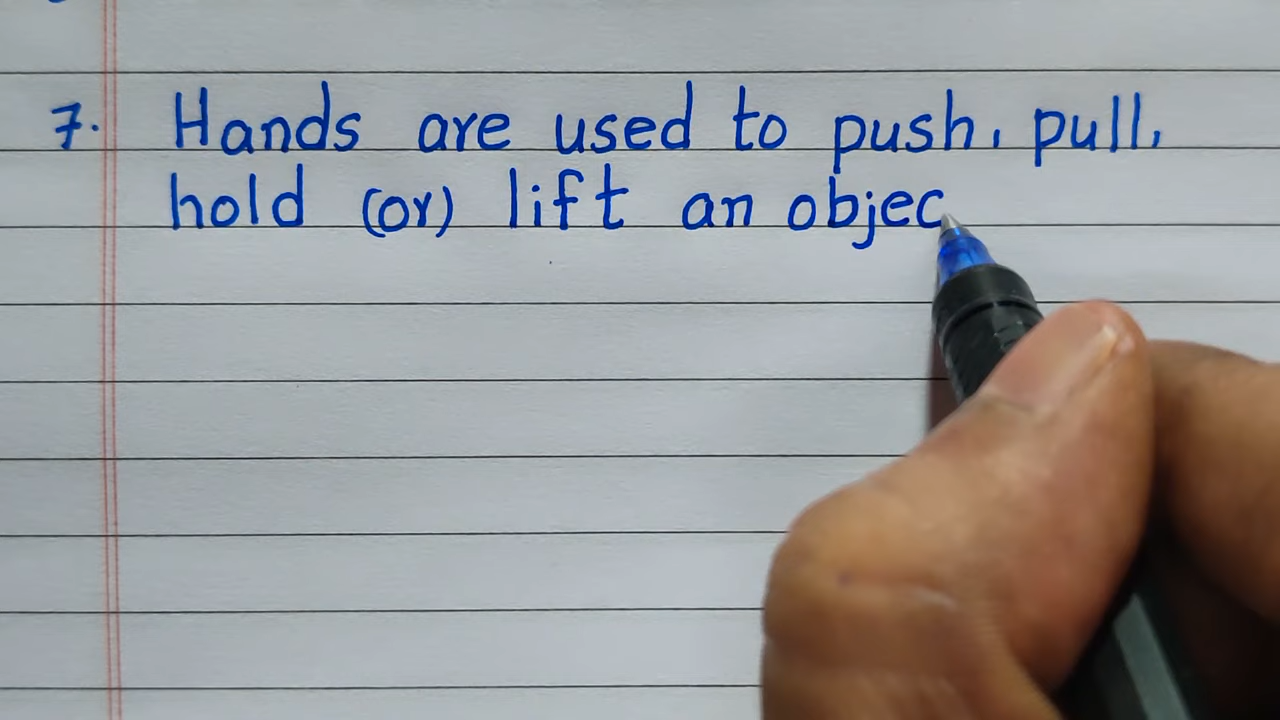 7. Hands are used to push, pull,
hold (or) lift an objec